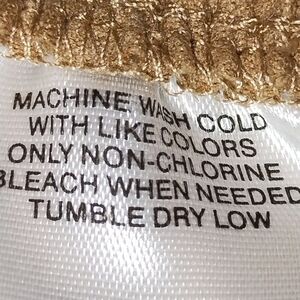 MACHINE WASH COLD
WITH LIKE COLORS
ONLY NON-CHLORINE
BLEACH WHEN NEEDED
TUMBLE DRY LOW